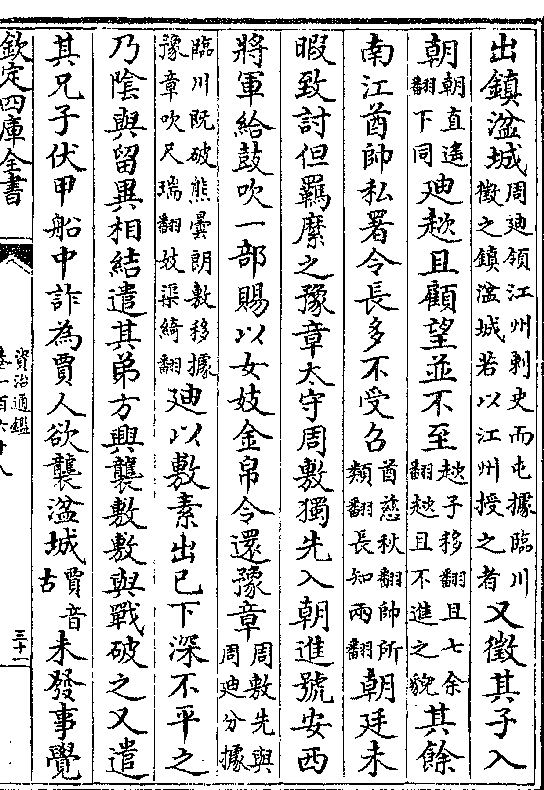 出鎮湓城周迪領江州刺史而屯據臨川徵之鎮湓城若以江州授之者又徵其子入
朝朝直遙翻下同迪趑且顧望並不至趑子移翻且七余翻趑且不進之貌其餘
南江酋帥私署令長多不受召酋慈秋翻帥所類翻長知兩翻朝廷未
暇致討但羈縻之豫章太守周敷獨先入朝進號安西
將軍給鼓吹一部賜以女妓金帛令還豫章周敷先與周迪分據
臨川既破熊曇朗敷移據豫章吹尺瑞翻妓渠綺翻迪以敷素出已下深不平之
乃陰與留異相結遣其弟方興襲敷敷與戰破之又遣
其兄子伏甲船中詐為賈人欲襲湓城賈音古未發事覺
欽定四庫全書
資治通鑑
卷一百六十八
三十一